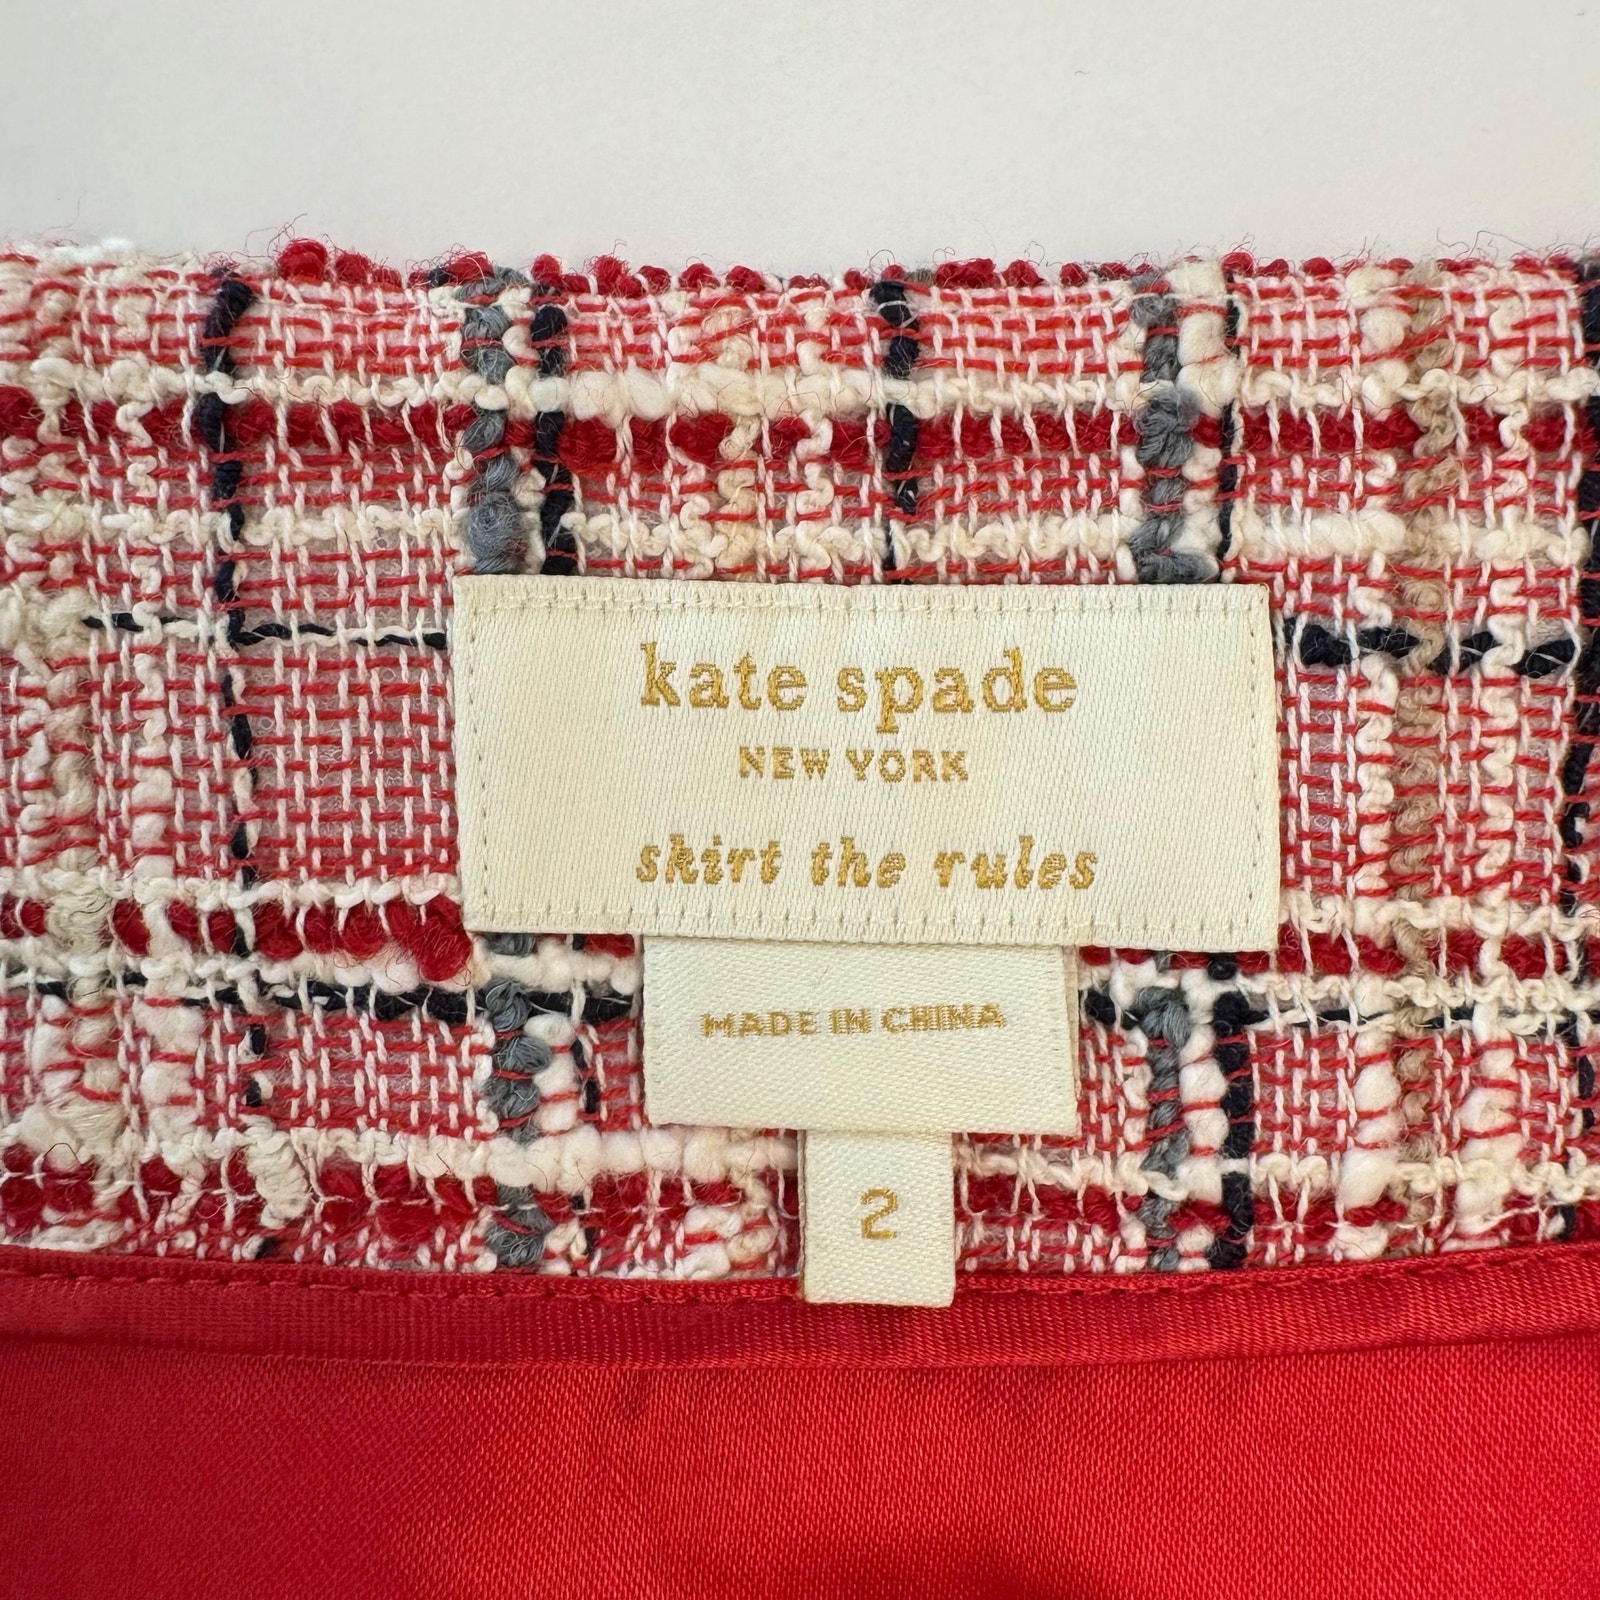 kate spade
NEW YORK
skirt the rules
MADE IN CHINA
2